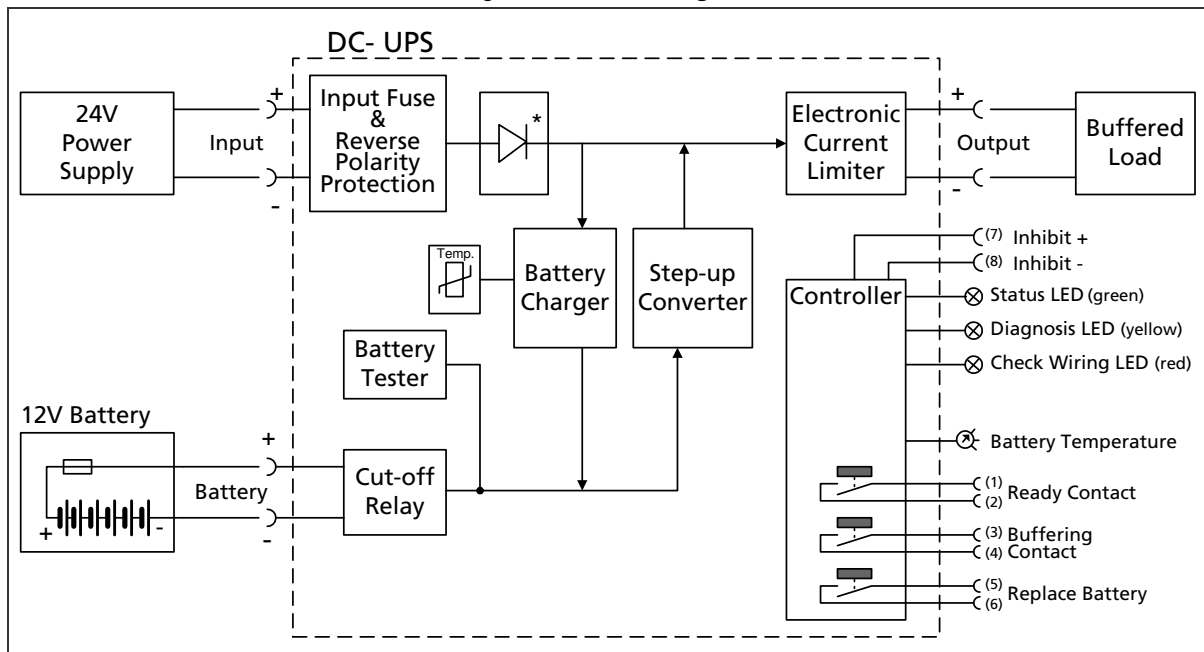 DC- UPS
24V
Power
Supply
+
Input
-
Input Fuse
&
Reverse
Polarity
Protection
*
Electronic
Current
Limiter
+
Output
-
Buffered
Load
Temp.
Battery
Charger
Step-up
Converter
Battery
Tester
12V Battery
+ -
+
Battery
-
Cut-off
Relay
Controller
(7) Inhibit +
(8) Inhibit -
Status LED (green)
Diagnosis LED (yellow)
Check Wiring LED (red)
Battery Temperature
(1)
(2)
Ready Contact
(3) Buffering
(4) Contact
(5)
(6)
Replace Battery